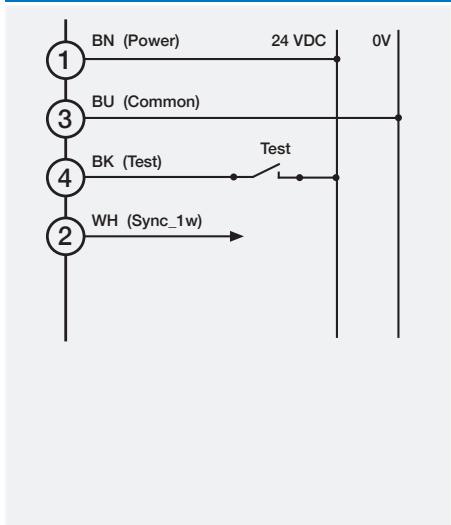 BN (Power) 24 VDC 0V
1
BU (Common)
3
Test
BK (Test)
4
WH (Sync_1w)
2